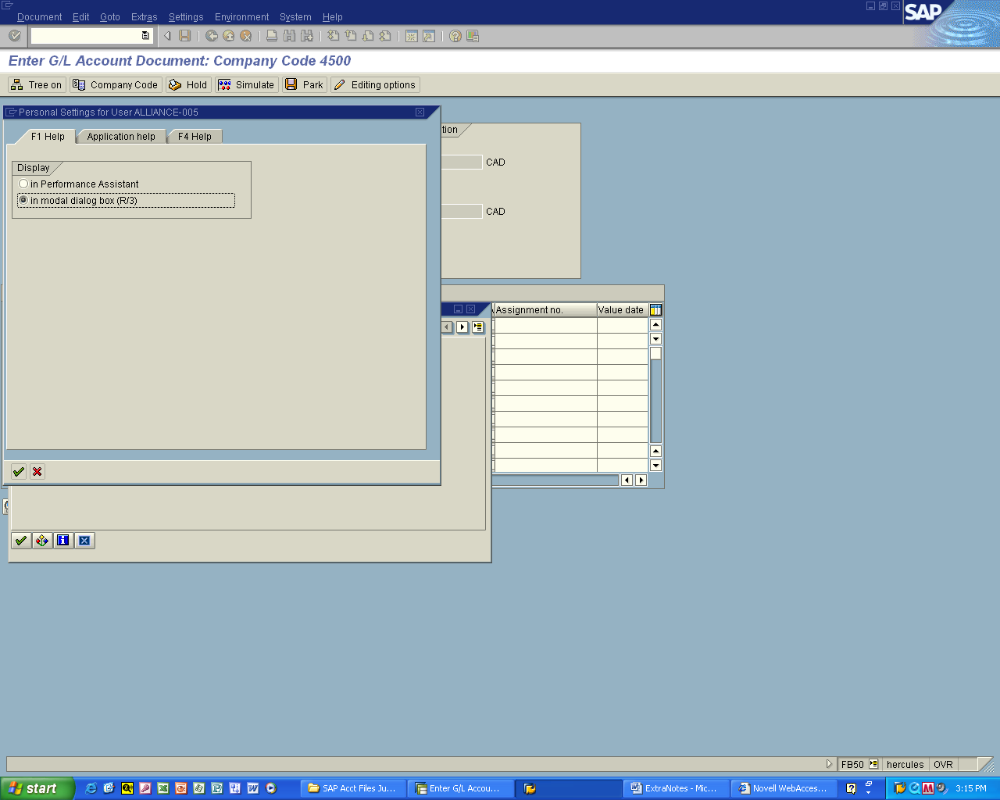 Document Edit Goto Extras Settings Environment System Help
SAP
Enter G/L Account Document: Company Code 4500
Tree on Company Code Hold Simulate Park Editing options
Personal Settings for User ALLIANCE-005
F1 Help Application help F4 Help
tion
Display
CAD
in Performance Assistant
in modal dialog box (R/3)
CAD
Assignment no. Value date
FB50 hercules OVR
start SAP Acct Files Ju... Enter G/L Accou... ExtraNotes - Mic... Novell WebAcces... 3:15 PM